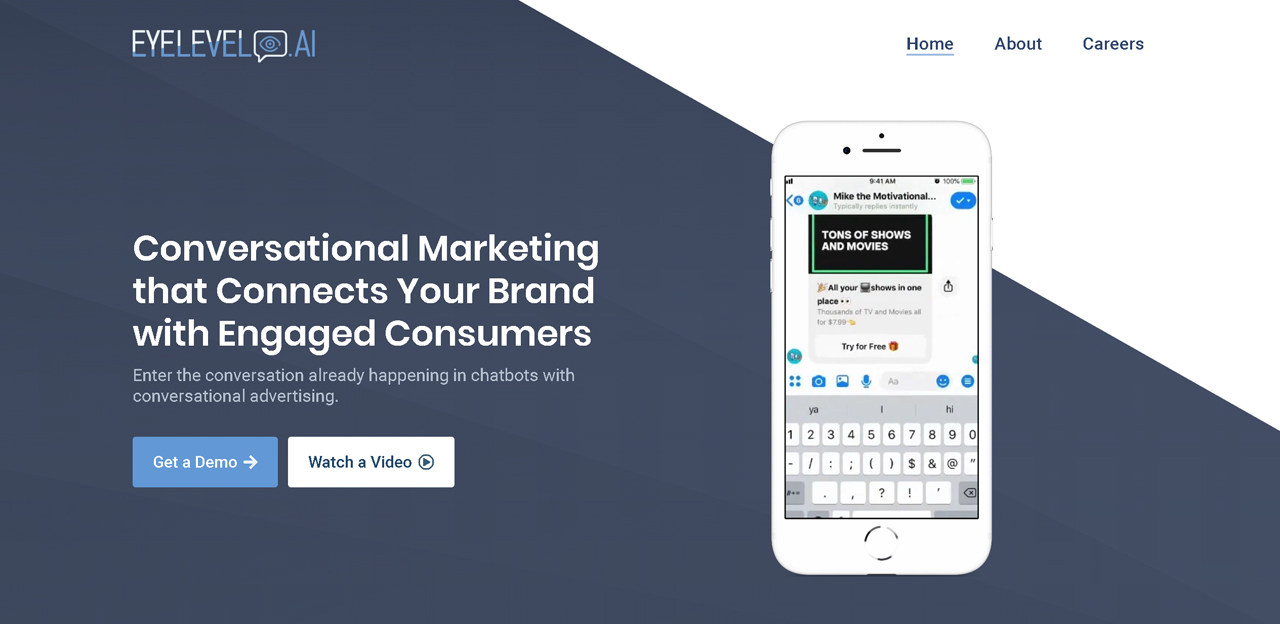 EYELEVEL.AI
Home
About
Careers
Conversational Marketing
that Connects Your Brand
with Engaged Consumers
Enter the conversation already happening in chatbots with
conversational advertising.
Get a Demo
Watch a Video
9:41 AM
100%
6
Mike the Motivational...
Typically replies instantly
TONS OF SHOWS
AND MOVIES
🎉All your 🖥️shows in one
place 👀
Thousands of TV and Movies all
for $7.99👏
Try for Free 🎁
Aa
ya
I
hi
1 2 3 4 5 6 7 8 9 0
- / : ; ( ) $ & @ "
#+= . , ? ! '